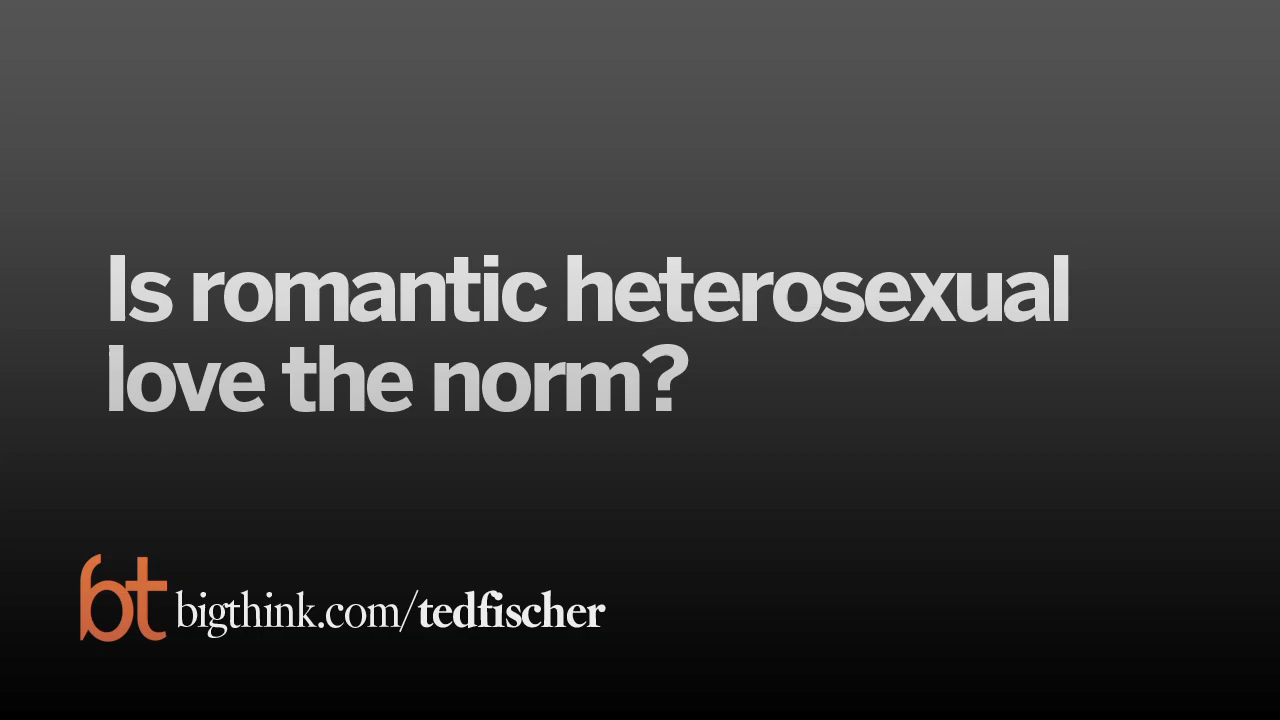 Is romantic heterosexual
love the norm?
bt bigthink.com/tedfischer